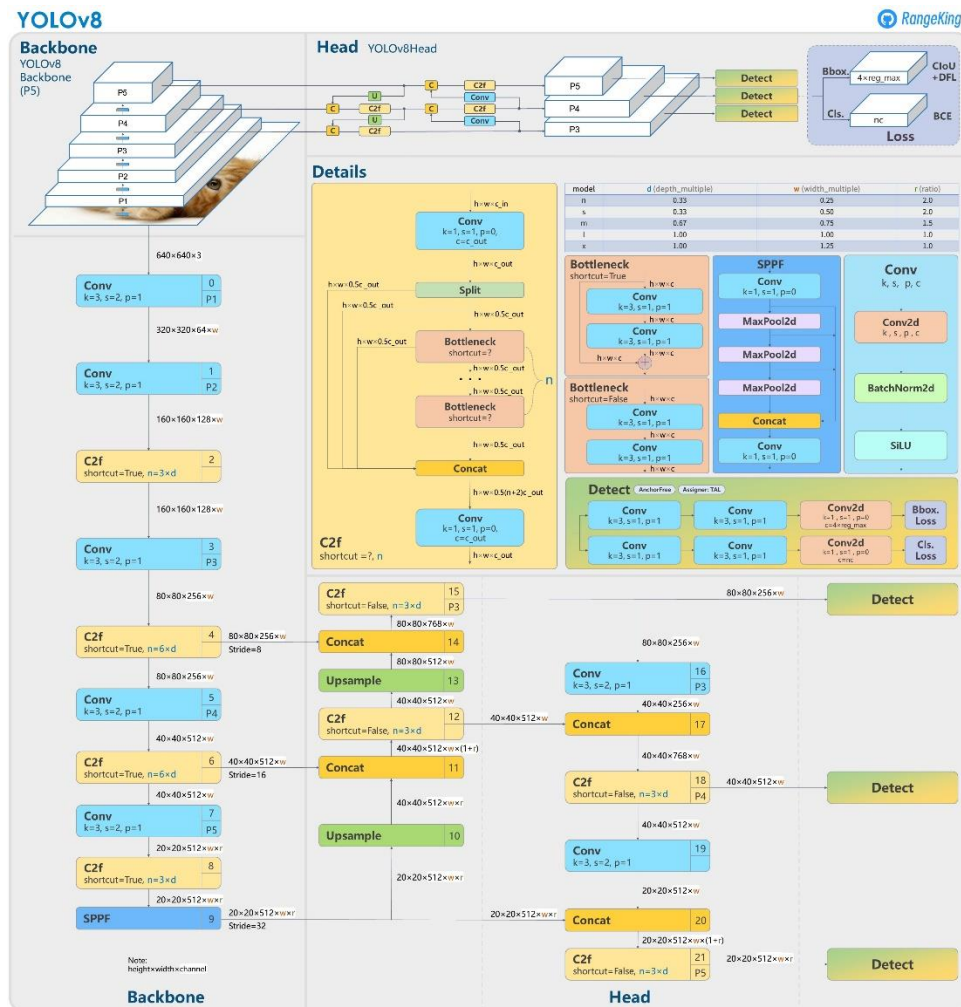 YOLOv8
RangeKing
Backbone
YOLOv8
Backbone
(P5)
P5
P4
P3
P2
P1
Head YOLOv8Head
C
C2f
U
Conv
C
C2f
C
C2f
U
Conv
C
C2f
P5
P4
P3
Detect
Detect
Detect
Bbox.
4×reg_max
CIoU
+DFL
Cls.
nc
BCE
Loss
Details
h×w×c_in
Conv
k=1, s=1, p=0,
c=c_out
h×w×c_out
Split
h×w×0.5c_out
h×w×0.5c_out
h×w×0.5c_out
h×w×0.5c_out
Bottleneck
shortcut=?
h×w×0.5c_out
...
h×w×0.5c_out
Bottleneck
shortcut=?
n
h×w×0.5c_out
Concat
h×w×0.5(n+2)c_out
Conv
k=1, s=1, p=0,
c=c_out
h×w×c_out
C2f
shortcut =?, n
model d (depth_multiple) w (width_multiple) r (ratio)
n 0.33 0.25 2.0
s 0.33 0.50 2.0
m 0.67 0.75 1.5
l 1.00 1.00 1.0
x 1.00 1.25 1.0
Bottleneck
shortcut=True
h×w×c
Conv
k=3, s=1, p=1
h×w×c
Conv
k=3, s=1, p=1
h×w×c
h×w×c
+
Bottleneck
shortcut=False
h×w×c
Conv
k=3, s=1, p=1
h×w×c
Conv
k=3, s=1, p=1
h×w×c
SPPF
Conv
k=1, s=1, p=0
MaxPool2d
MaxPool2d
MaxPool2d
Concat
Conv
k=1, s=1, p=0
Conv
k, s, p, c
Conv2d
k, s, p, c
BatchNorm2d
SiLU
Detect AnchorFree Assigner: TAL
Conv
k=3, s=1, p=1
Conv
k=3, s=1, p=1
Conv2d
k=1, s=1, p=0
c=4×reg_max
Bbox.
Loss
Conv
k=3, s=1, p=1
Conv
k=3, s=1, p=1
Conv2d
k=1, s=1, p=0
c=nc
Cls.
Loss
640×640×3
Conv
k=3, s=2, p=1
0
P1
320×320×64×w
Conv
k=3, s=2, p=1
1
P2
160×160×128×w
C2f
shortcut=True, n=3×d
2
160×160×128×w
Conv
k=3, s=2, p=1
3
P3
80×80×256×w
C2f
shortcut=True, n=6×d
4
80×80×256×w
Stride=8
80×80×256×w
Conv
k=3, s=2, p=1
5
P4
40×40×512×w
C2f
shortcut=True, n=6×d
6
40×40×512×w
Stride=16
40×40×512×w
Conv
k=3, s=2, p=1
7
P5
20×20×512×w×r
C2f
shortcut=True, n=3×d
8
20×20×512×w×r
SPPF
9
20×20×512×w×r
Stride=32
Note:
height×width×channel
Backbone
C2f
shortcut=False, n=3×d
15
P3
80×80×768×w
Concat
14
80×80×512×w
Upsample
13
40×40×512×w
C2f
shortcut=False, n=3×d
12
40×40×512×w×(1+r)
Concat
11
40×40×512×w×r
Upsample
10
20×20×512×w×r
80×80×256×w
Detect
80×80×256×w
Conv
k=3, s=2, p=1
16
P3
40×40×256×w
40×40×512×w
Concat
17
40×40×768×w
C2f
shortcut=False, n=3×d
18
P4
40×40×512×w
Detect
40×40×512×w
Conv
k=3, s=2, p=1
19
20×20×512×w
20×20×512×w×r
Concat
20
20×20×512×w×(1+r)
C2f
shortcut=False, n=3×d
21
P5
20×20×512×w×r
Detect
Head